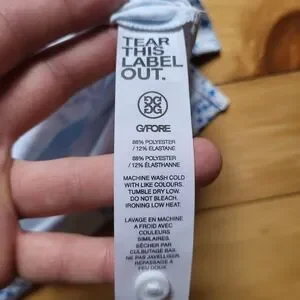 TEAR
THIS
LABEL
OUT.
G/FORE
88% POLYESTER
/ 12% ELASTANE
88% POLYESTER
/ 12% ÉLASTHANNE
MACHINE WASH COLD
WITH LIKE COLOURS.
TUMBLE DRY LOW.
DO NOT BLEACH.
IRONING LOW HEAT.
LAVAGE EN MACHINE
A FROID AVEC
COULEURS
SIMILAIRES.
SÉCHER PAR
CULBUTAGE BAS.
NE PAS JAVELLISER.
REPASSAGE A
FEU DOUX